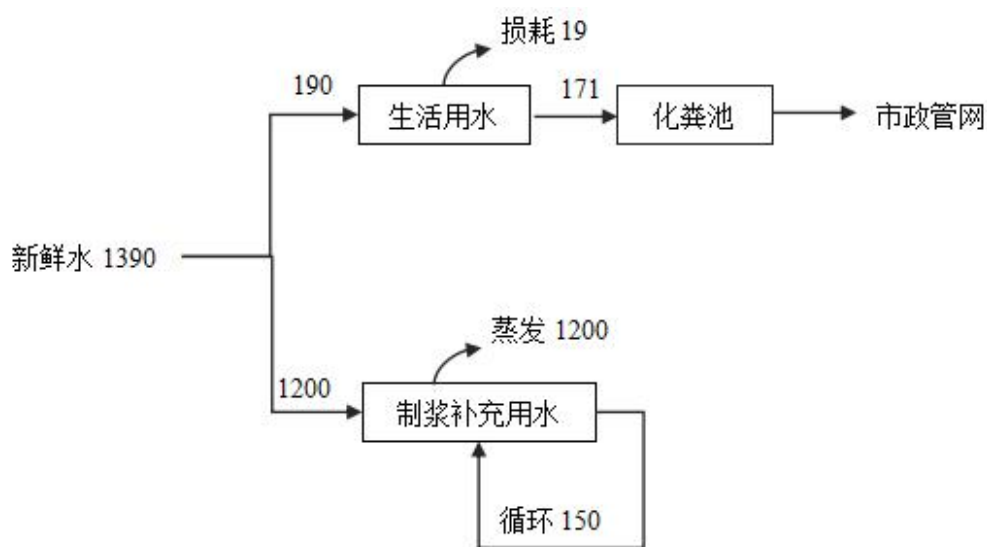 损耗 19
190
生活用水
171
化粪池
市政管网
新鲜水 1390
蒸发 1200
1200
制浆补充用水
循环 150